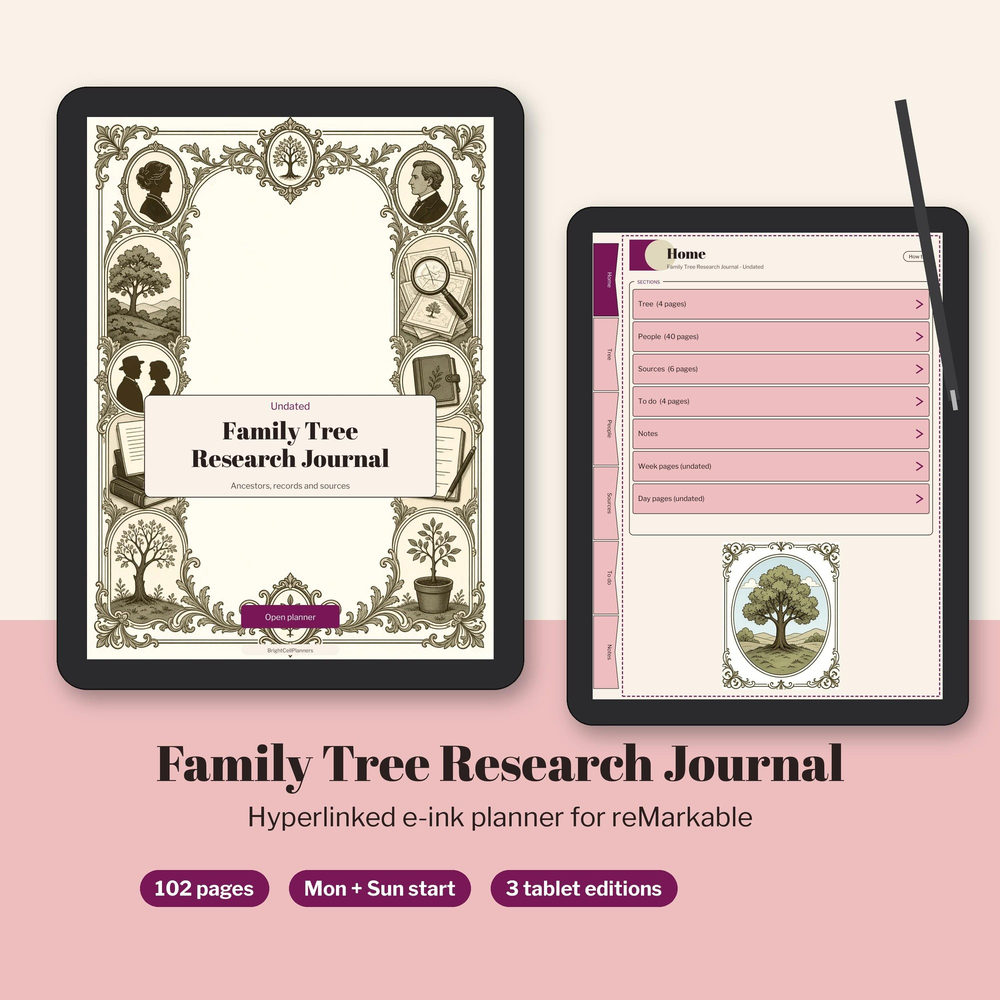 Undated
Family Tree
Research Journal
Ancestors, records and sources
Open planner
BrightCellPlanners
Home
Family Tree Research Journal · Undated
How
SECTIONS
Tree (4 pages)
People (40 pages)
Sources (6 pages)
To do (4 pages)
Notes
Week pages (undated)
Day pages (undated)
Home
Tree
People
Sources
To do
Notes
Family Tree Research Journal
Hyperlinked e-ink planner for reMarkable
102 pages
Mon + Sun start
3 tablet editions